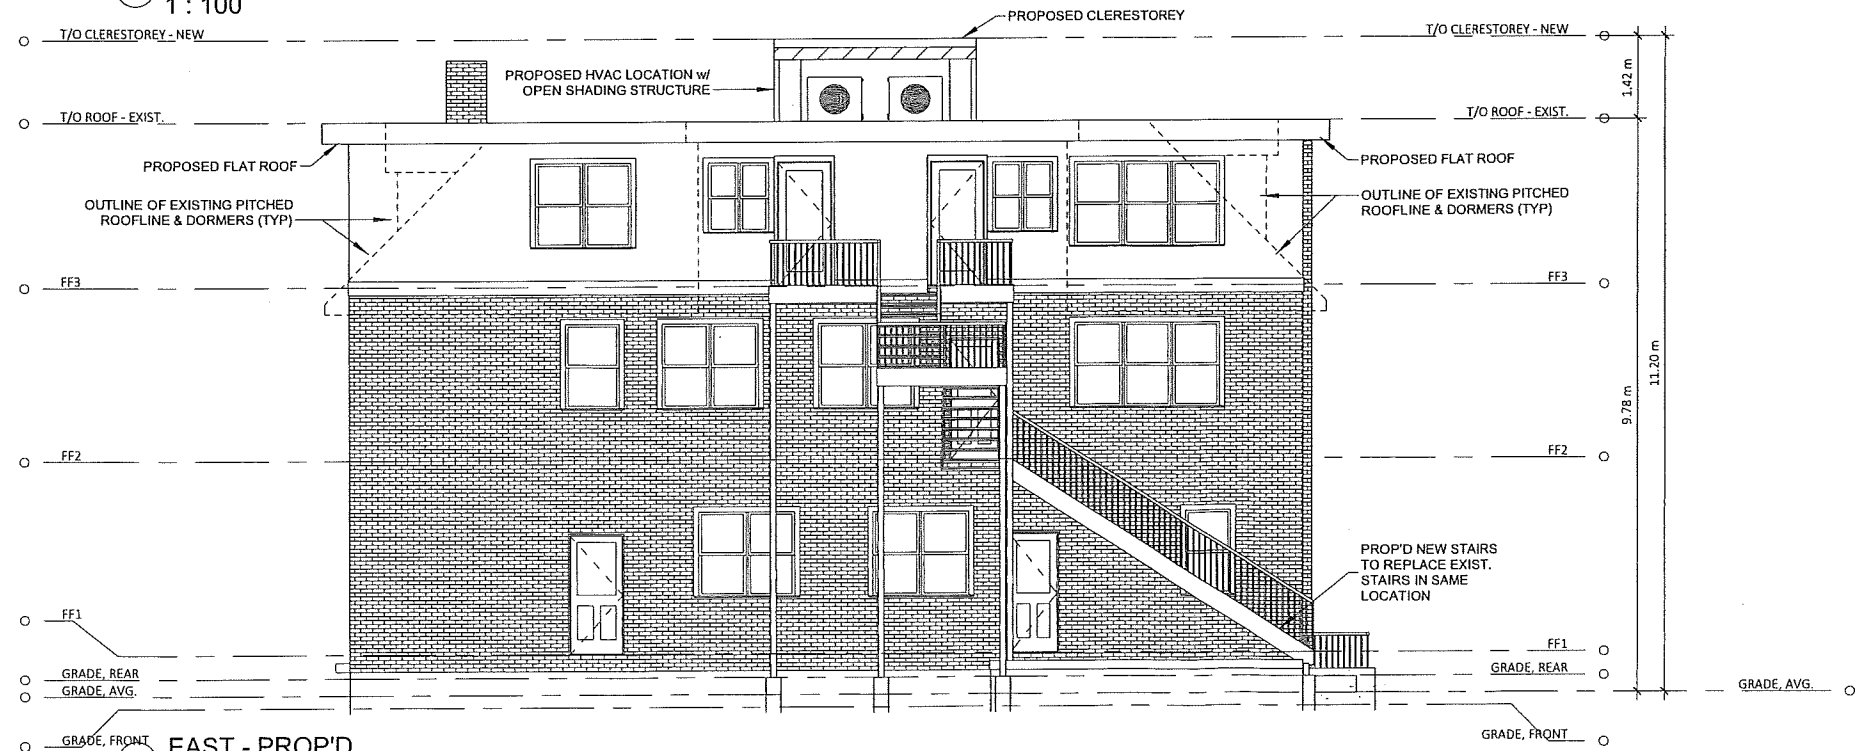 1 : 100
PROPOSED CLERESTOREY
T/O CLERESTOREY - NEW
T/O CLERESTOREY - NEW
PROPOSED HVAC LOCATION w/
OPEN SHADING STRUCTURE
1.42 m
T/O ROOF - EXIST.
T/O ROOF - EXIST.
PROPOSED FLAT ROOF
PROPOSED FLAT ROOF
OUTLINE OF EXISTING PITCHED
ROOFLINE & DORMERS (TYP)
OUTLINE OF EXISTING PITCHED
ROOFLINE & DORMERS (TYP)
FF3
FF3
11.20 m
9.78 m
FF2
FF2
PROP'D NEW STAIRS
TO REPLACE EXIST.
STAIRS IN SAME
LOCATION
FF1
FF1
GRADE, REAR
GRADE, REAR
GRADE, AVG.
GRADE, AVG.
GRADE, FRONT
GRADE, FRONT
EAST - PROP'D